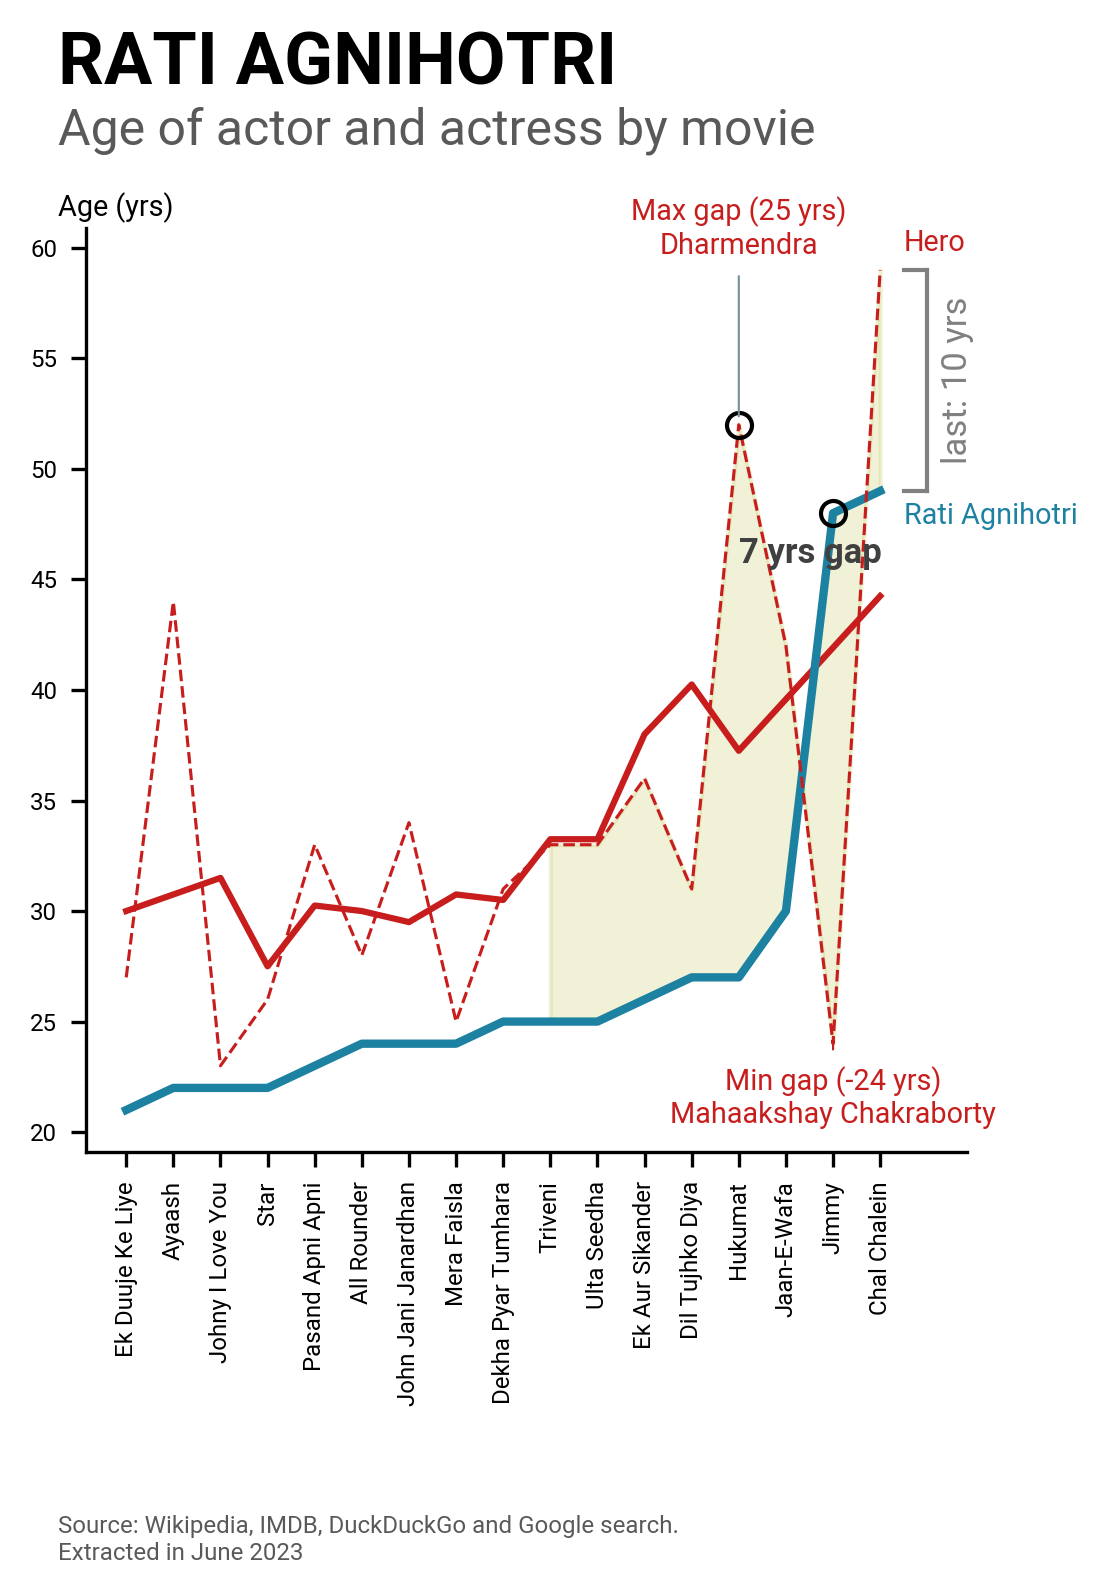 RATI AGNIHOTRI
Age of actor and actress by movie
Age (yrs)
Max gap (25 yrs)
Dharmendra
Hero
last: 10 yrs
Rati Agnihotri
7 yrs gap
Min gap (-24 yrs)
Mahaakshay Chakraborty
60
55
50
45
40
35
30
25
20
Ek Duuje Ke Liye
Ayaash
Johny I Love You
Star
Pasand Apni Apni
All Rounder
John Jani Janardhan
Mera Faisla
Dekha Pyar Tumhara
Triveni
Ulta Seedha
Ek Aur Sikander
Dil Tujhko Diya
Hukumat
Jaan-E-Wafa
Jimmy
Chal Chalein
Source: Wikipedia, IMDB, DuckDuckGo and Google search.
Extracted in June 2023